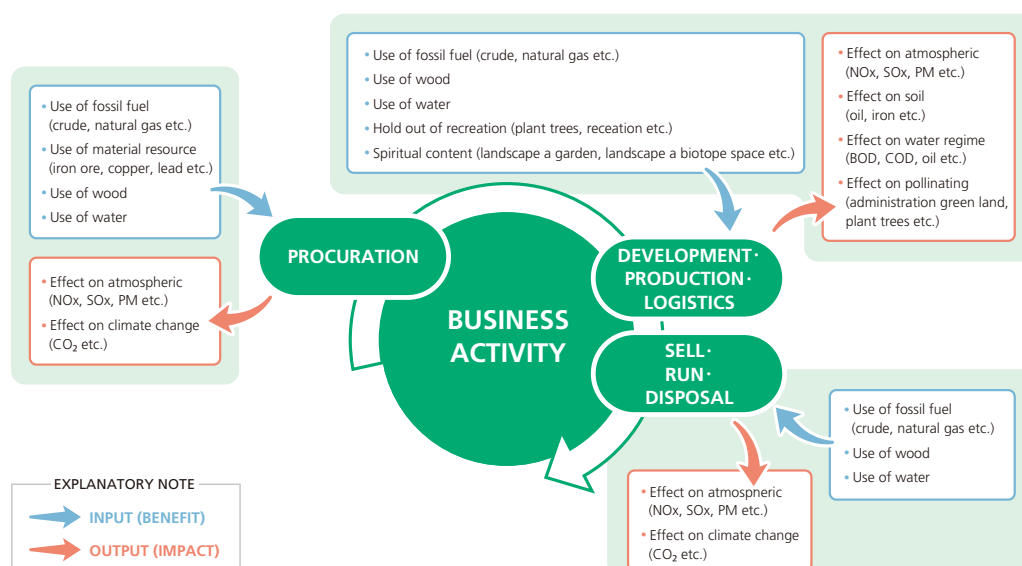 • Use of fossil fuel
(crude, natural gas etc.)
• Use of material resource
(iron ore, copper, lead etc.)
• Use of wood
• Use of water
• Effect on atmospheric
(NOx, SOx, PM etc.)
• Effect on climate change
(CO₂ etc.)
PROCURATION
• Use of fossil fuel (crude, natural gas etc.)
• Use of wood
• Use of water
• Hold out of recreation (plant trees, receation etc.)
• Spiritual content (landscape a garden, landscape a biotope space etc.)
• Effect on atmospheric
(NOx, SOx, PM etc.)
• Effect on soil
(oil, iron etc.)
• Effect on water regime
(BOD, COD, oil etc.)
• Effect on pollinating
(administration green land,
plant trees etc.)
DEVELOPMENT·
PRODUCTION·
LOGISTICS
BUSINESS
ACTIVITY
SELL·
RUN·
DISPOSAL
• Use of fossil fuel
(crude, natural gas etc.)
• Use of wood
• Use of water
• Effect on atmospheric
(NOx, SOx, PM etc.)
• Effect on climate change
(CO₂ etc.)
EXPLANATORY NOTE
INPUT (BENEFIT)
OUTPUT (IMPACT)